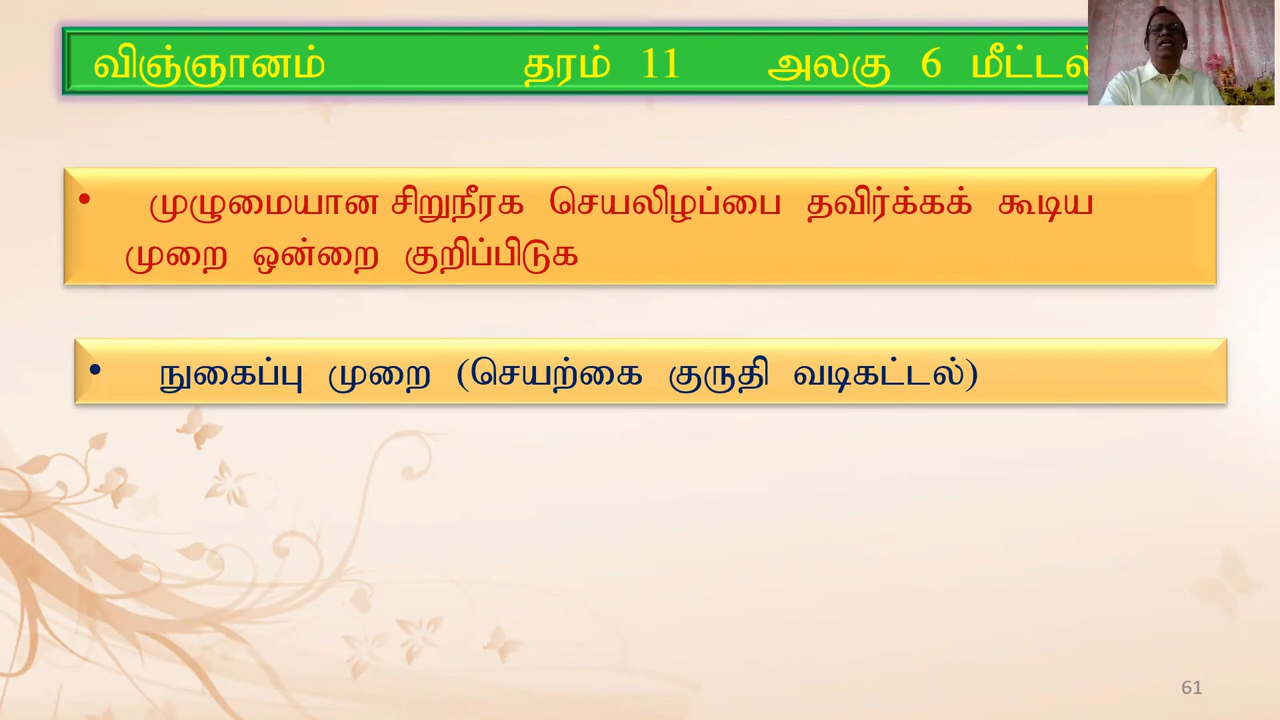 விஞ்ஞானம் தரம் 11 அலகு 6 மீட்டல்
• முழுமையான சிறுநீரக செயலிழப்பை தவிர்க்கக் கூடிய
முறை ஒன்றை குறிப்பிடுக
• நுகைப்பு முறை (செயற்கை குருதி வடிகட்டல்)
61